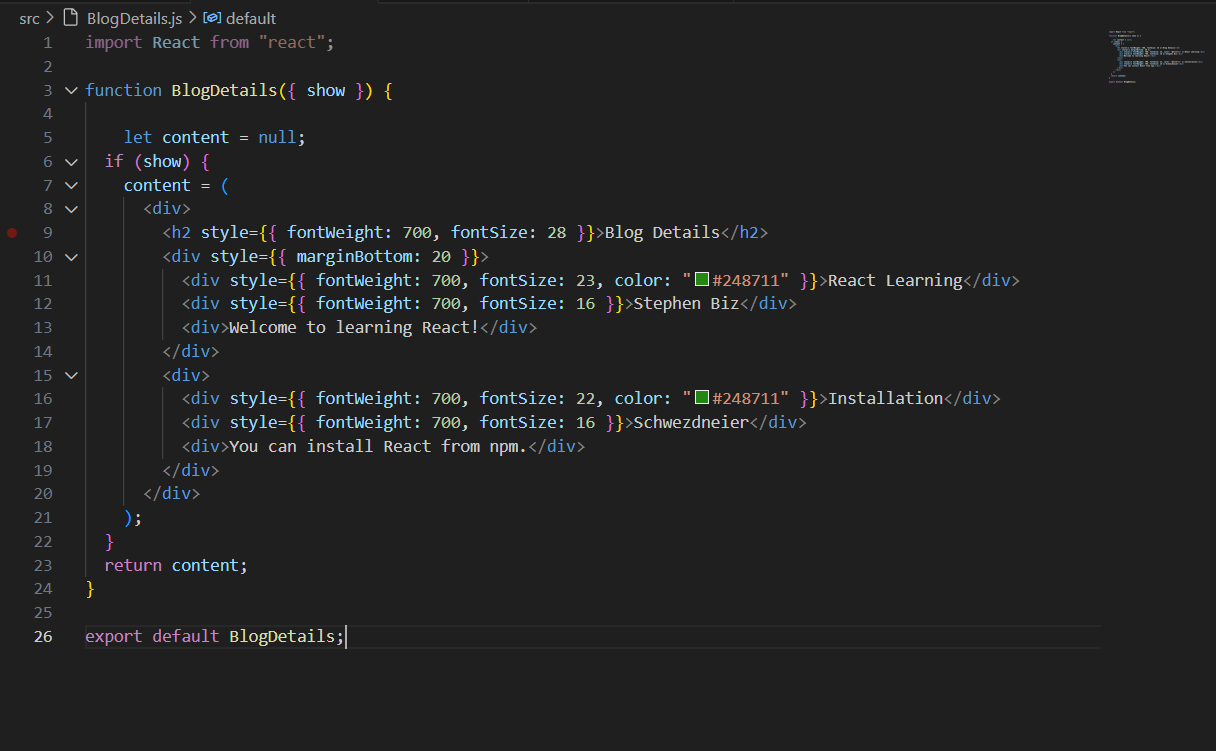 src > BlogDetails.js > default
1 import React from "react";
2
3 function BlogDetails({ show }) {
4
5     let content = null;
6   if (show) {
7     content = (
8       <div>
9         <h2 style={{ fontWeight: 700, fontSize: 28 }}>Blog Details</h2>
10         <div style={{ marginBottom: 20 }}>
11           <div style={{ fontWeight: 700, fontSize: 23, color: "#248711" }}>React Learning</div>
12           <div style={{ fontWeight: 700, fontSize: 16 }}>Stephen Biz</div>
13           <div>Welcome to learning React!</div>
14         </div>
15         <div>
16           <div style={{ fontWeight: 700, fontSize: 22, color: "#248711" }}>Installation</div>
17           <div style={{ fontWeight: 700, fontSize: 16 }}>Schwezdneier</div>
18           <div>You can install React from npm.</div>
19         </div>
20       </div>
21     );
22   }
23   return content;
24 }
25
26 export default BlogDetails;